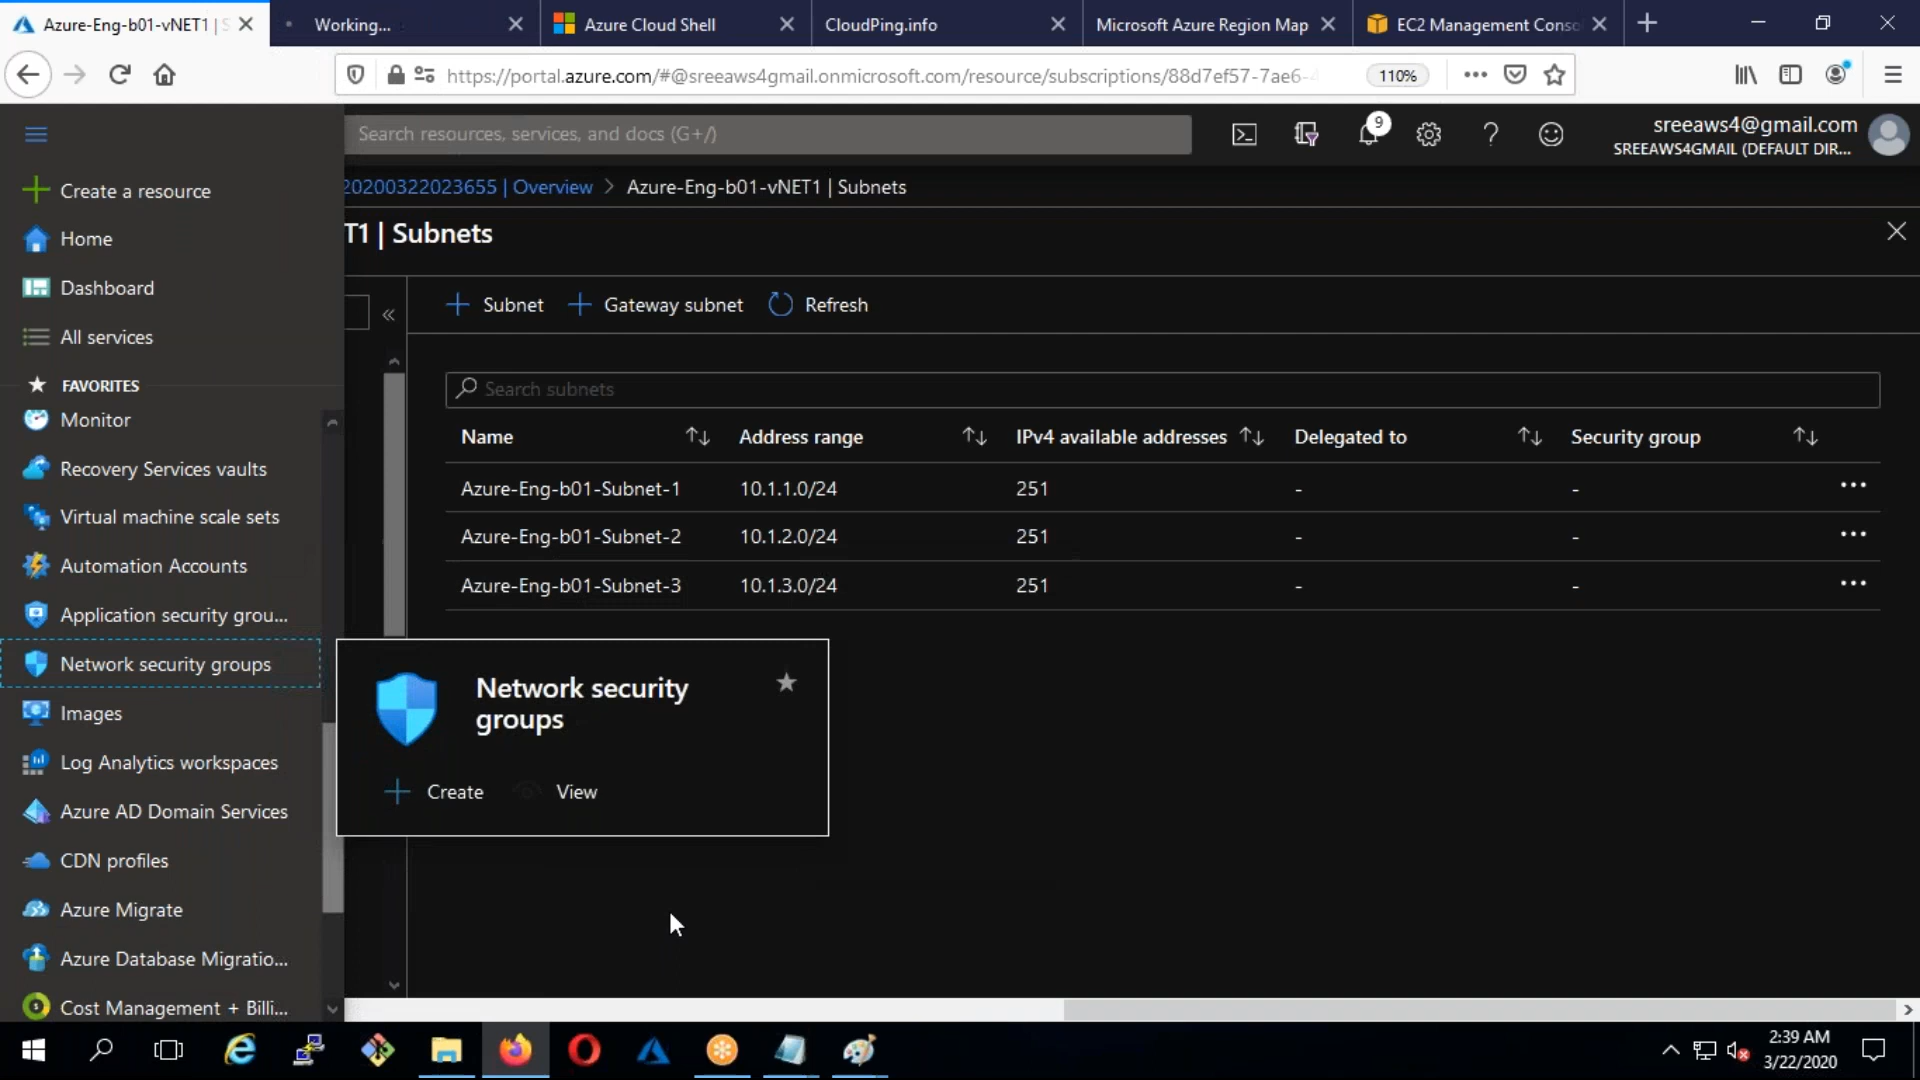 Azure-Eng-b01-vNET1 | S
Working...
Azure Cloud Shell
CloudPing.info
Microsoft Azure Region Map
EC2 Management Conso
https://portal.azure.com/#@sreeaws4gmail.onmicrosoft.com/resource/subscriptions/88d7ef57-7ae6-4
110%
Search resources, services, and docs (G+/)
9
sreeaws4@gmail.com
SREEAWS4GMAIL (DEFAULT DIR...
Create a resource
Home
Dashboard
All services
FAVORITES
Monitor
Recovery Services vaults
Virtual machine scale sets
Automation Accounts
Application security grou...
Network security groups
Images
Log Analytics workspaces
Azure AD Domain Services
CDN profiles
Azure Migrate
Azure Database Migratio...
Cost Management + Billi...
20200322023655 | Overview > Azure-Eng-b01-vNET1 | Subnets
T1 | Subnets
Subnet
Gateway subnet
Refresh
Search subnets
Name Address range IPv4 available addresses Delegated to Security group
Azure-Eng-b01-Subnet-1 10.1.1.0/24 251 - -
Azure-Eng-b01-Subnet-2 10.1.2.0/24 251 - -
Azure-Eng-b01-Subnet-3 10.1.3.0/24 251 - -
Network security
groups
Create
View
2:39 AM
3/22/2020